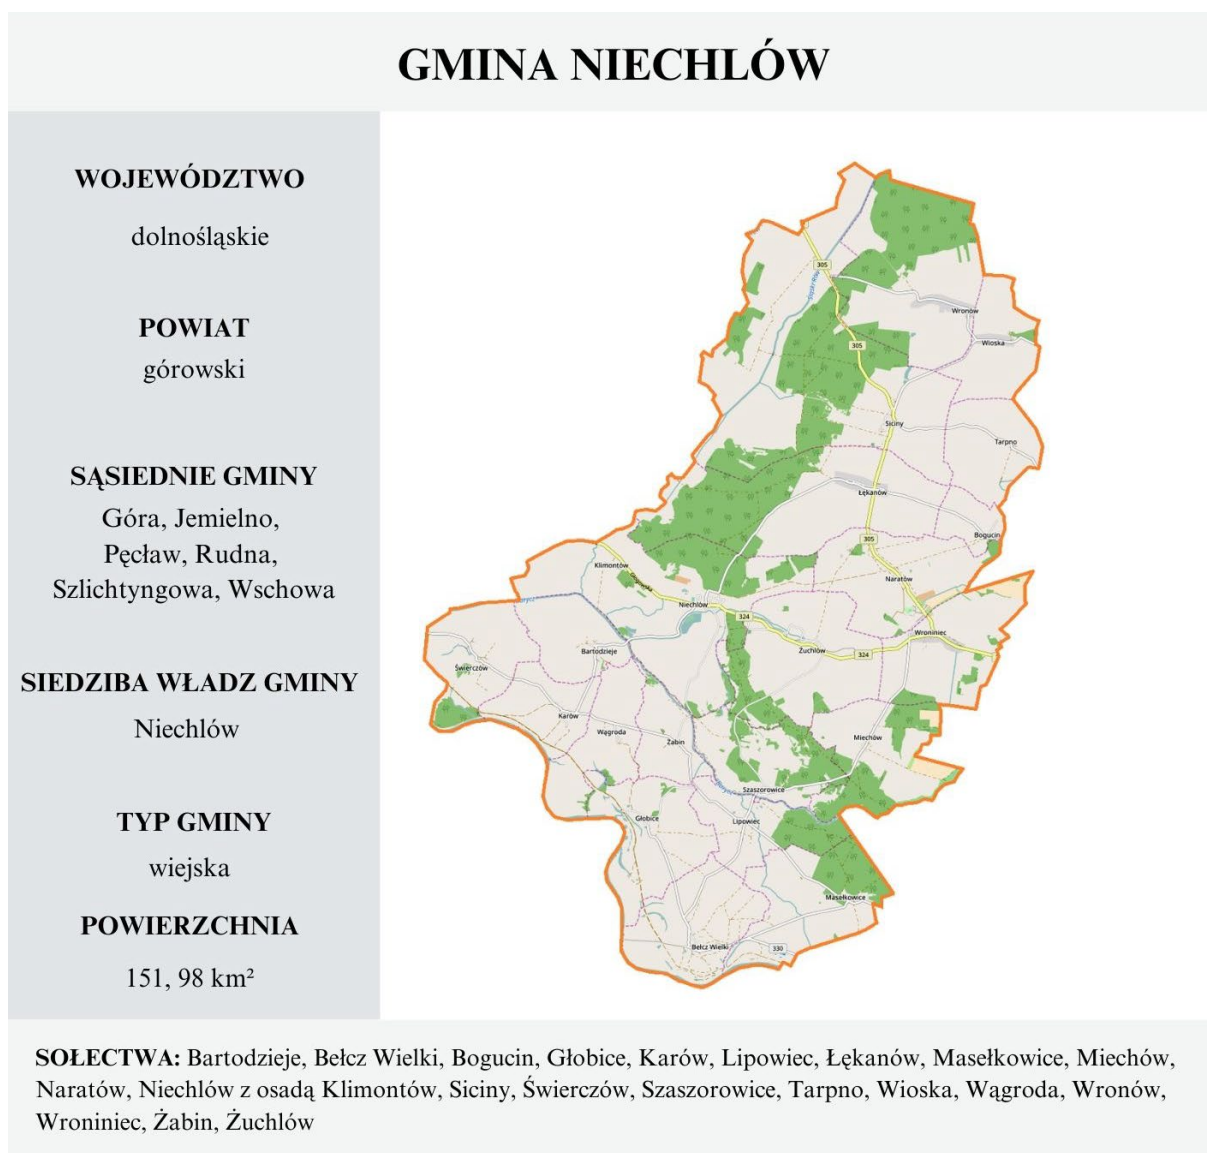 GMINA NIECHLÓW
WOJEWÓDZTWO
dolnośląskie
POWIAT
górowski
SĄSIEDNIE GMINY
Góra, Jemielno,
Pęcław, Rudna,
Szlichtyngowa, Wschowa
SIEDZIBA WŁADZ GMINY
Niechlów
TYP GMINY
wiejska
POWIERZCHNIA
151, 98 km²
305
Wronów
Wioska
305
Siciny
Tarpno
Łękanów
Bogucin
305
Klimontów
Głogowska
Naratów
Niechlów
324
Wroniniec
Bartodzieje
Żuchlów
324
Świerczów
Karów
Wągroda
Żabin
Miechów
Szaszorowice
Głobice
Lipowiec
Masełkowice
Bełcz Wielki
330
SOŁECTWA: Bartodzieje, Bełcz Wielki, Bogucin, Głobice, Karów, Lipowiec, Łękanów, Masełkowice, Miechów,
Naratów, Niechlów z osadą Klimontów, Siciny, Świerczów, Szaszorowice, Tarpno, Wioska, Wągroda, Wronów,
Wroniniec, Żabin, Żuchlów